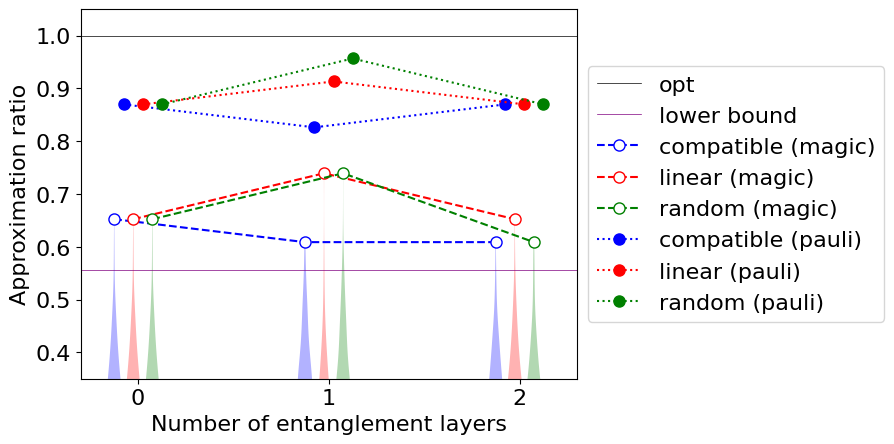 1.0
0.9
0.8
0.7
0.6
0.5
0.4
Approximation ratio
0 1 2
Number of entanglement layers
opt
lower bound
compatible (magic)
linear (magic)
random (magic)
compatible (pauli)
linear (pauli)
random (pauli)